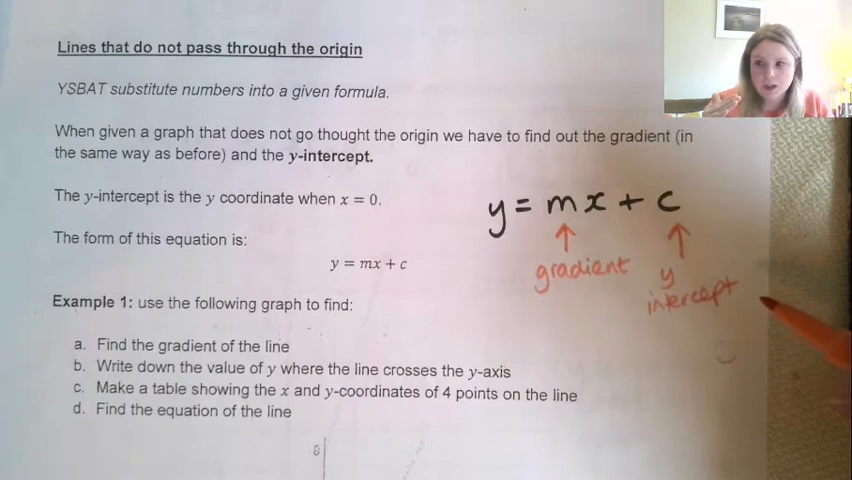 Lines that do not pass through the origin
YSBAT substitute numbers into a given formula.
When given a graph that does not go thought the origin we have to find out the gradient (in
the same way as before) and the y-intercept.
The y-intercept is the y coordinate when x = 0.
The form of this equation is:
y = mx + c
y = mx + c
gradient
y
intercept
Example 1: use the following graph to find:
a. Find the gradient of the line
b. Write down the value of y where the line crosses the y-axis
c. Make a table showing the x and y-coordinates of 4 points on the line
d. Find the equation of the line
8